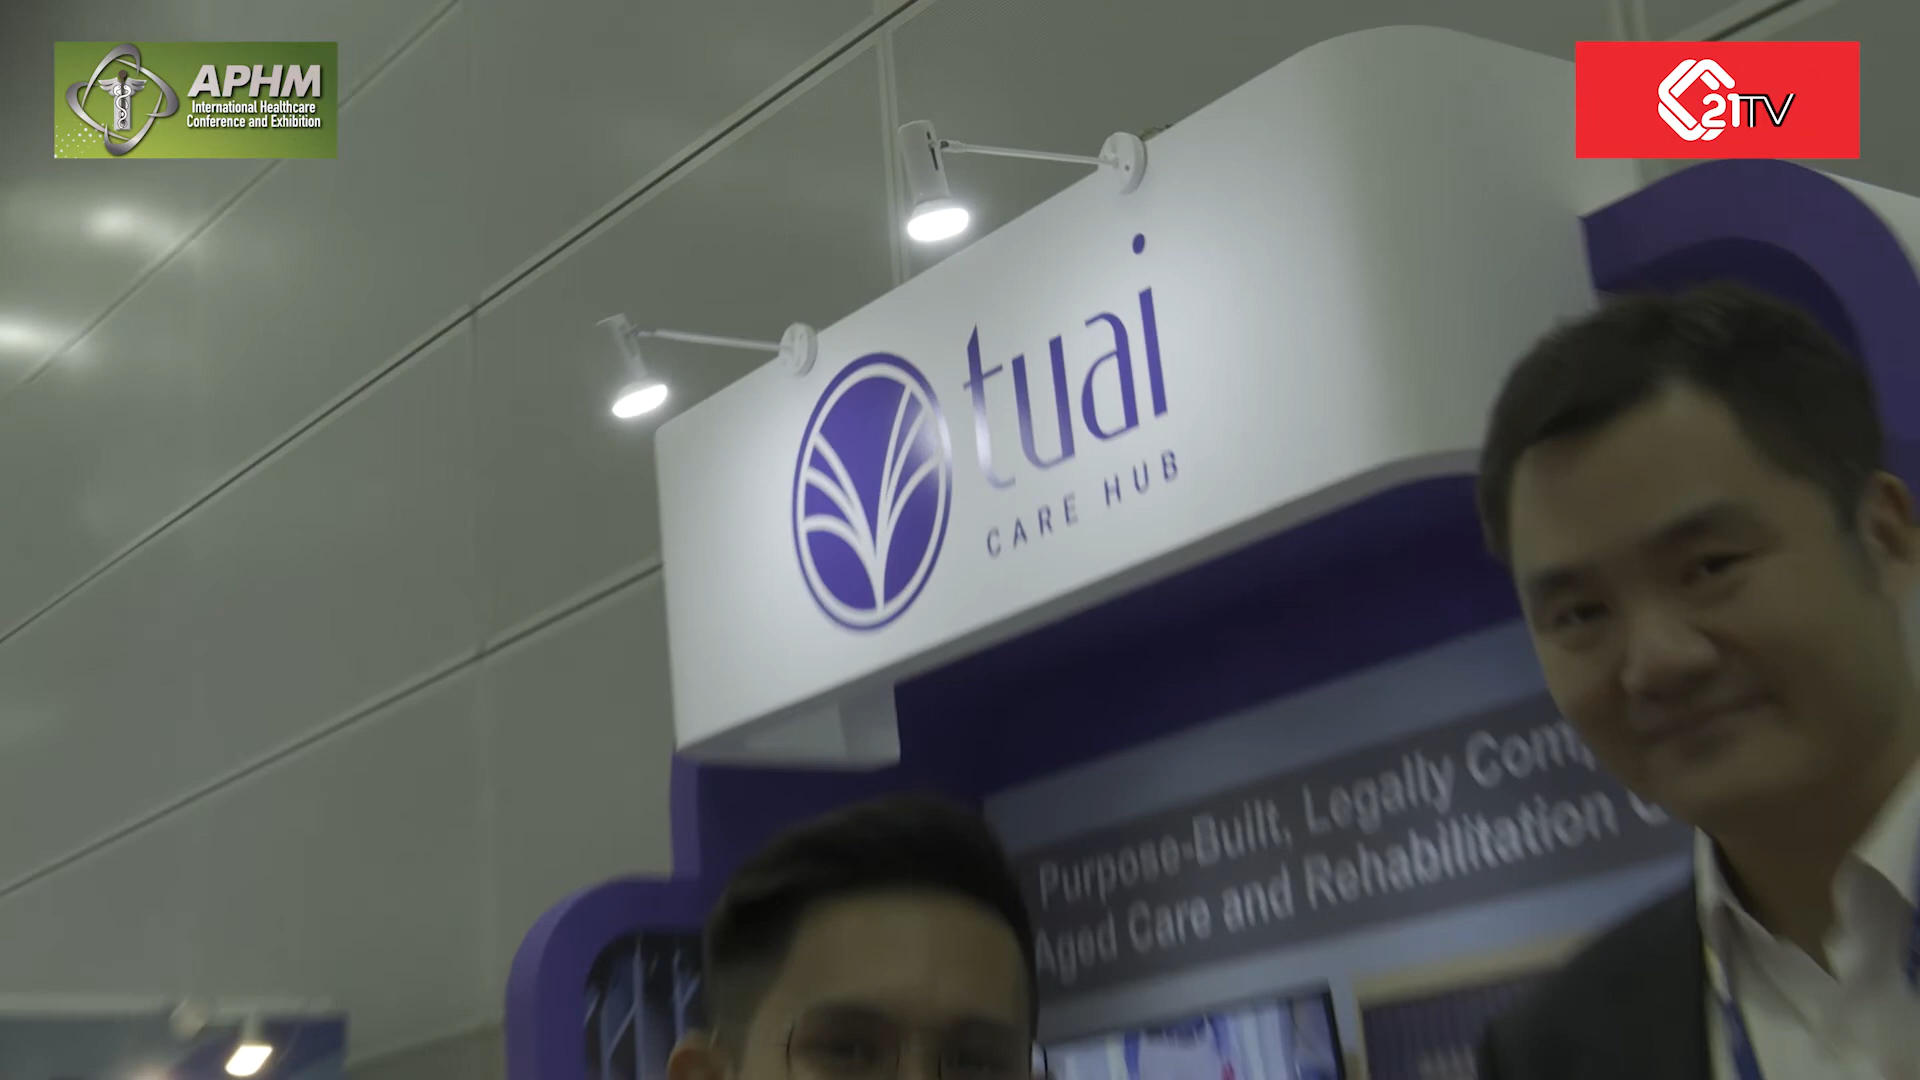 APHM
International Healthcare
Conference and Exhibition
21TV
tuai
CARE HUB
Purpose-Built, Legally
Aged Care and Rehabilitation